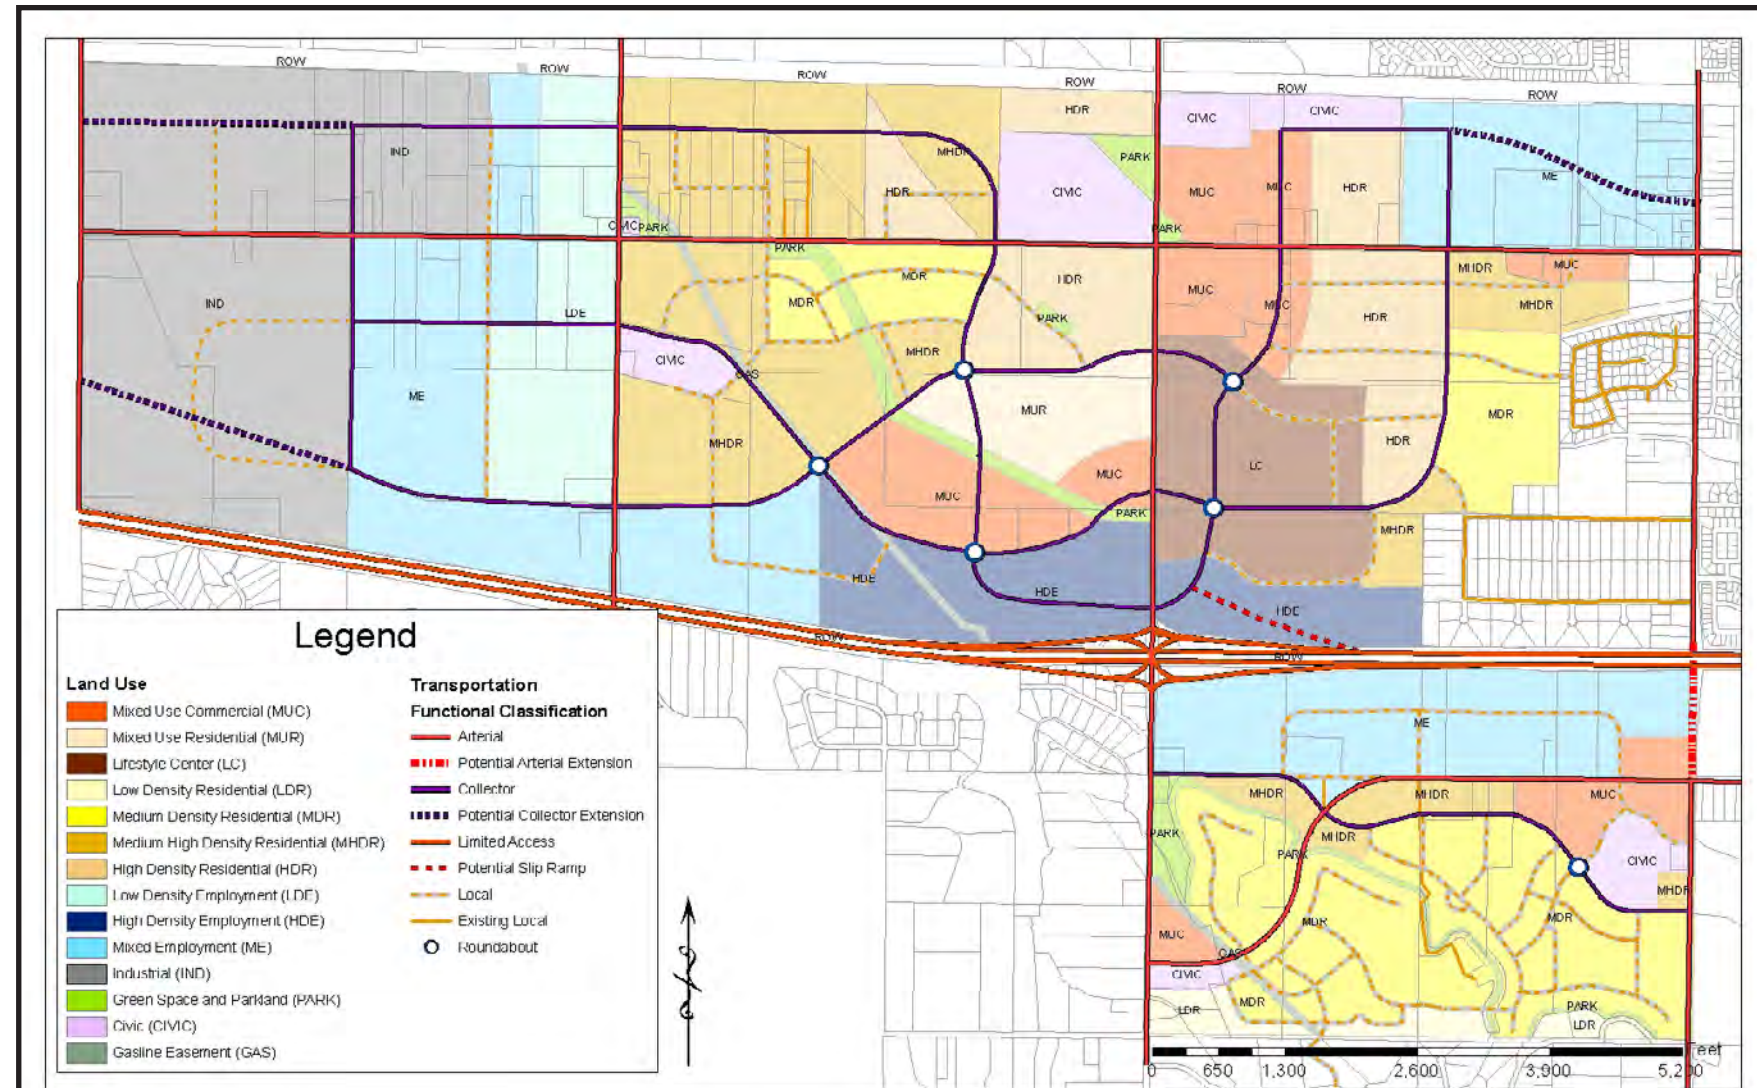 ROW
ROW
ROW
ROW
ROW
ROW
HDR
CIVIC
CIVIC
IND
MHDR
PARK
HDR
CIVIC
MUC
HDR
ME
PARK
PARK
PARK
MHDR
MUC
MDR
HDR
MUC
IND
MDR
MHDR
LDE
PARK
HDR
CIVIC
MHDR
GAS
ME
MUR
MDR
MHDR
HDR
LC
MUC
MUC
PARK
MHDR
HDE
HDE
HDE
ROW
ROW
ME
MHDR
MHDR
MUC
PARK
MHDR
PARK
CIVIC
MHDR
MDR
MDR
MUC
GAS
CIVIC
MDR
PARK
LDR
LDR
Legend
Land Use
Mixed Use Commercial (MUC)
Mixed Use Residential (MUR)
Lifestyle Center (LC)
Low Density Residential (LDR)
Medium Density Residential (MDR)
Medium High Density Residential (MHDR)
High Density Residential (HDR)
Low Density Employment (LDE)
High Density Employment (HDE)
Mixed Employment (ME)
Industrial (IND)
Green Space and Parkland (PARK)
Civic (CIVIC)
Gasline Easement (GAS)
Transportation
Functional Classification
Arterial
Potential Arterial Extension
Collector
Potential Collector Extension
Limited Access
Potential Slip Ramp
Local
Existing Local
Roundabout
Feet
0 650 1,300 2,600 3,900 5,200